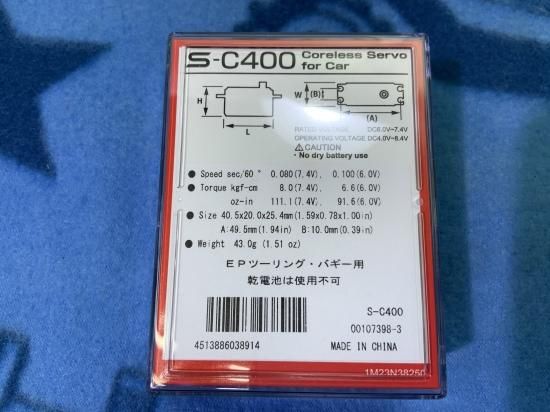 S-C400 Coreless Servo for Car
H
L
W
(B)
(A)
RATED VOLTAGE DC6.0V~7.4V
OPERATING VOLTAGE DC4.0V~8.4V
⚠CAUTION
・No dry battery use
● Speed sec/60° 0.080(7.4V), 0.100(6.0V)
● Torque kgf-cm 8.0(7.4V), 6.6(6.0V)
oz-in 111.1(7.4V), 91.6(6.0V)
● Size 40.5x20.0x25.4mm(1.59x0.78x1.00in)
A:49.5mm(1.94in) B:10.0mm(0.39in)
● Weight 43.0g (1.51 oz)
EPツーリング・バギー用
乾電池は使用不可
S-C400
00107398-3
4513886038914
MADE IN CHINA
1M23N38250